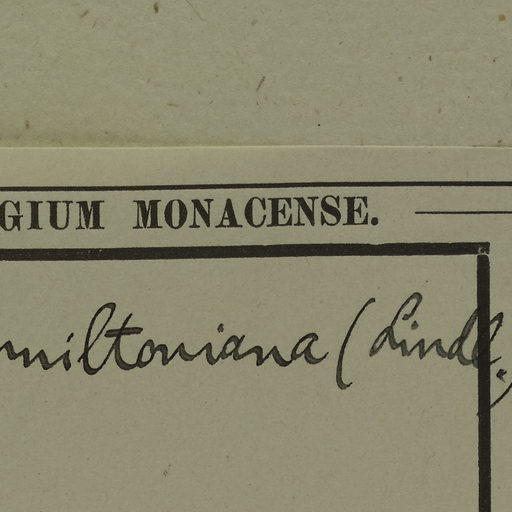 GIUM MONACENSE.
miltoniana (Lindl.)